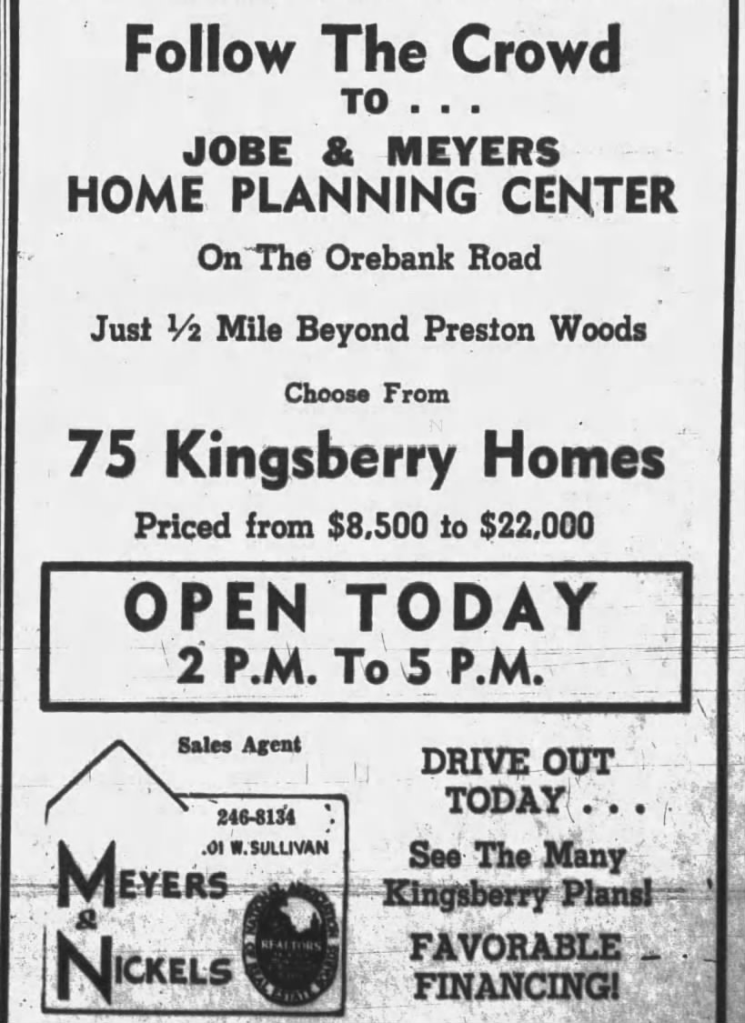 Follow The Crowd
TO . . .
JOBE & MEYERS
HOME PLANNING CENTER
On The Orebank Road
Just ½ Mile Beyond Preston Woods
Choose From
75 Kingsberry Homes
Priced from $8,500 to $22,000
OPEN TODAY
2 P.M. To 5 P.M.
Sales Agent
246-8134
01 W. SULLIVAN
MEYERS
&
NICKELS
REALTORS
DRIVE OUT
TODAY . . .
See The Many
Kingsberry Plans!
FAVORABLE
FINANCING!